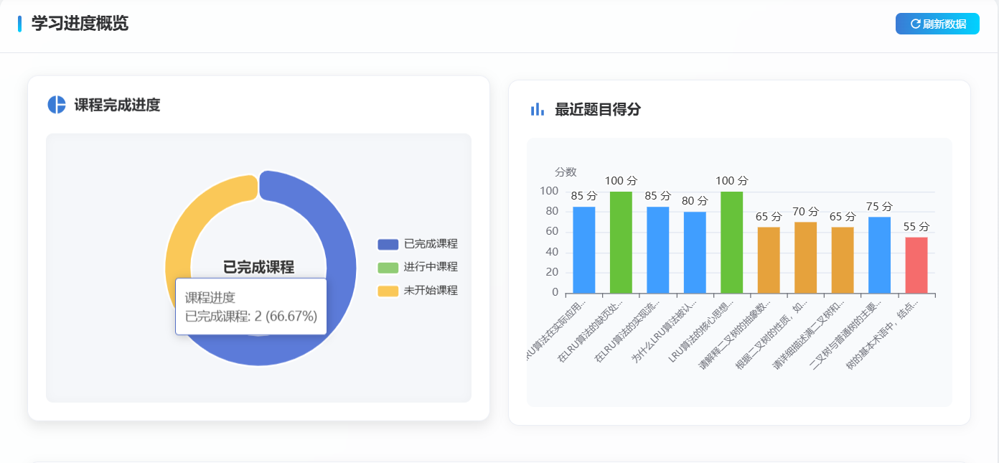 学习进度概览
刷新数据
课程完成进度
已完成课程
课程进度
已完成课程: 2 (66.67%)
已完成课程
进行中课程
未开始课程
最近题目得分
分数
100
80
60
40
20
0
85 分
100 分
85 分
80 分
100 分
65 分
70 分
65 分
75 分
55 分
LRU算法在实际应用...
在LRU算法的缺页处...
在LRU算法的实现流...
为什么LRU算法被认...
LRU算法的核心思想...
请解释二叉树的抽象数...
根据二叉树的性质，如...
请详细描述满二叉树和...
二叉树与普通树的主要...
树的基本术语中，结点...